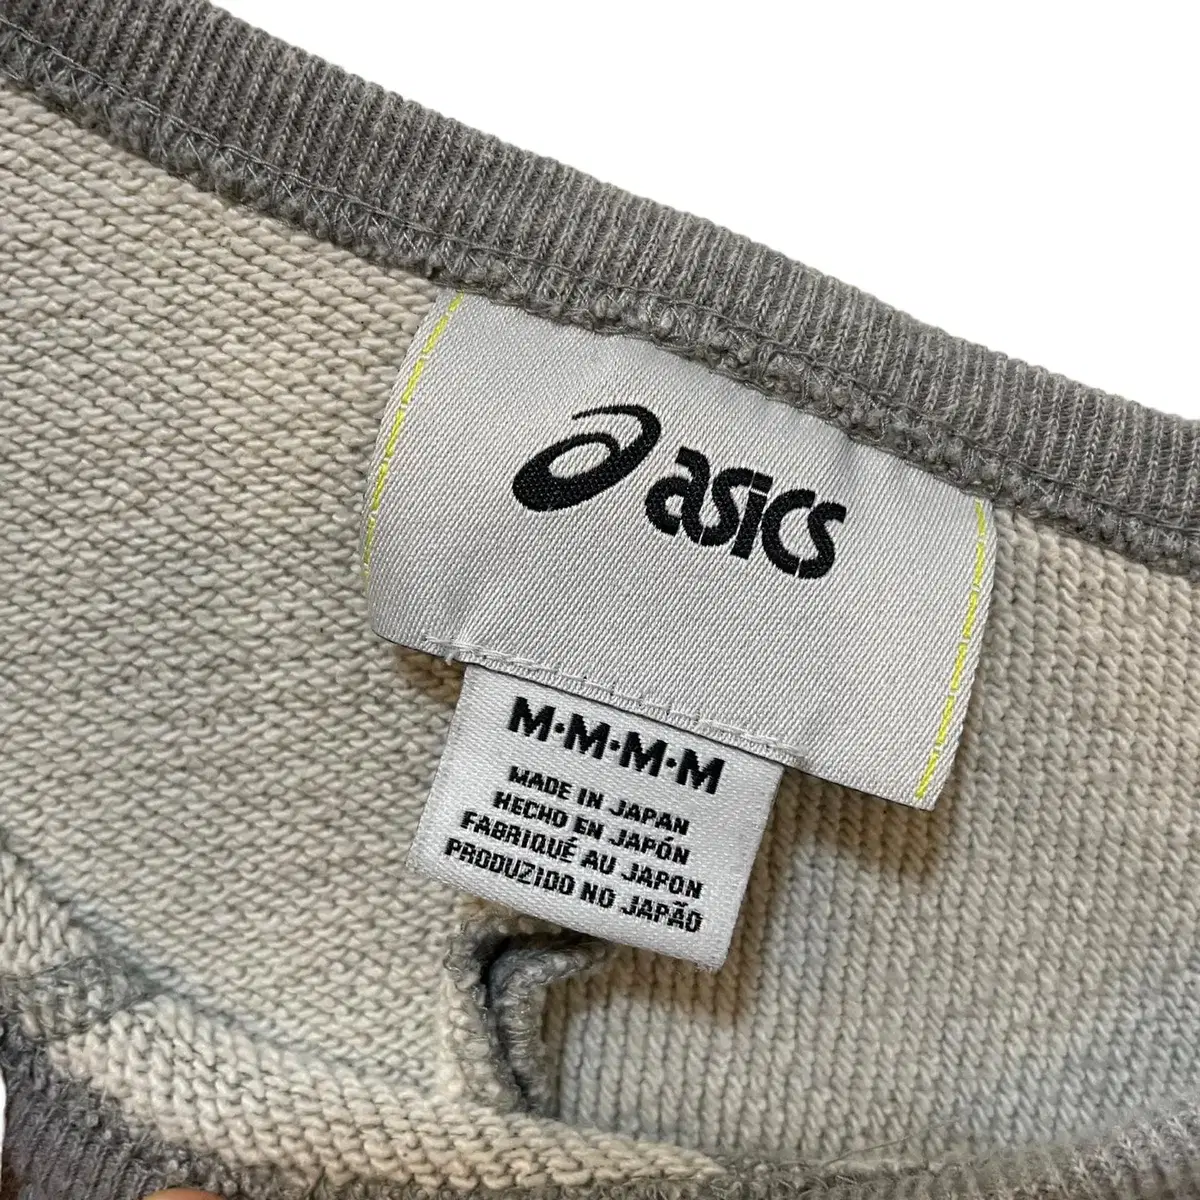 asics
M·M·M·M
MADE IN JAPAN
HECHO EN JAPÓN
FABRIQUÉ AU JAPON
PRODUZIDO NO JAPÃO